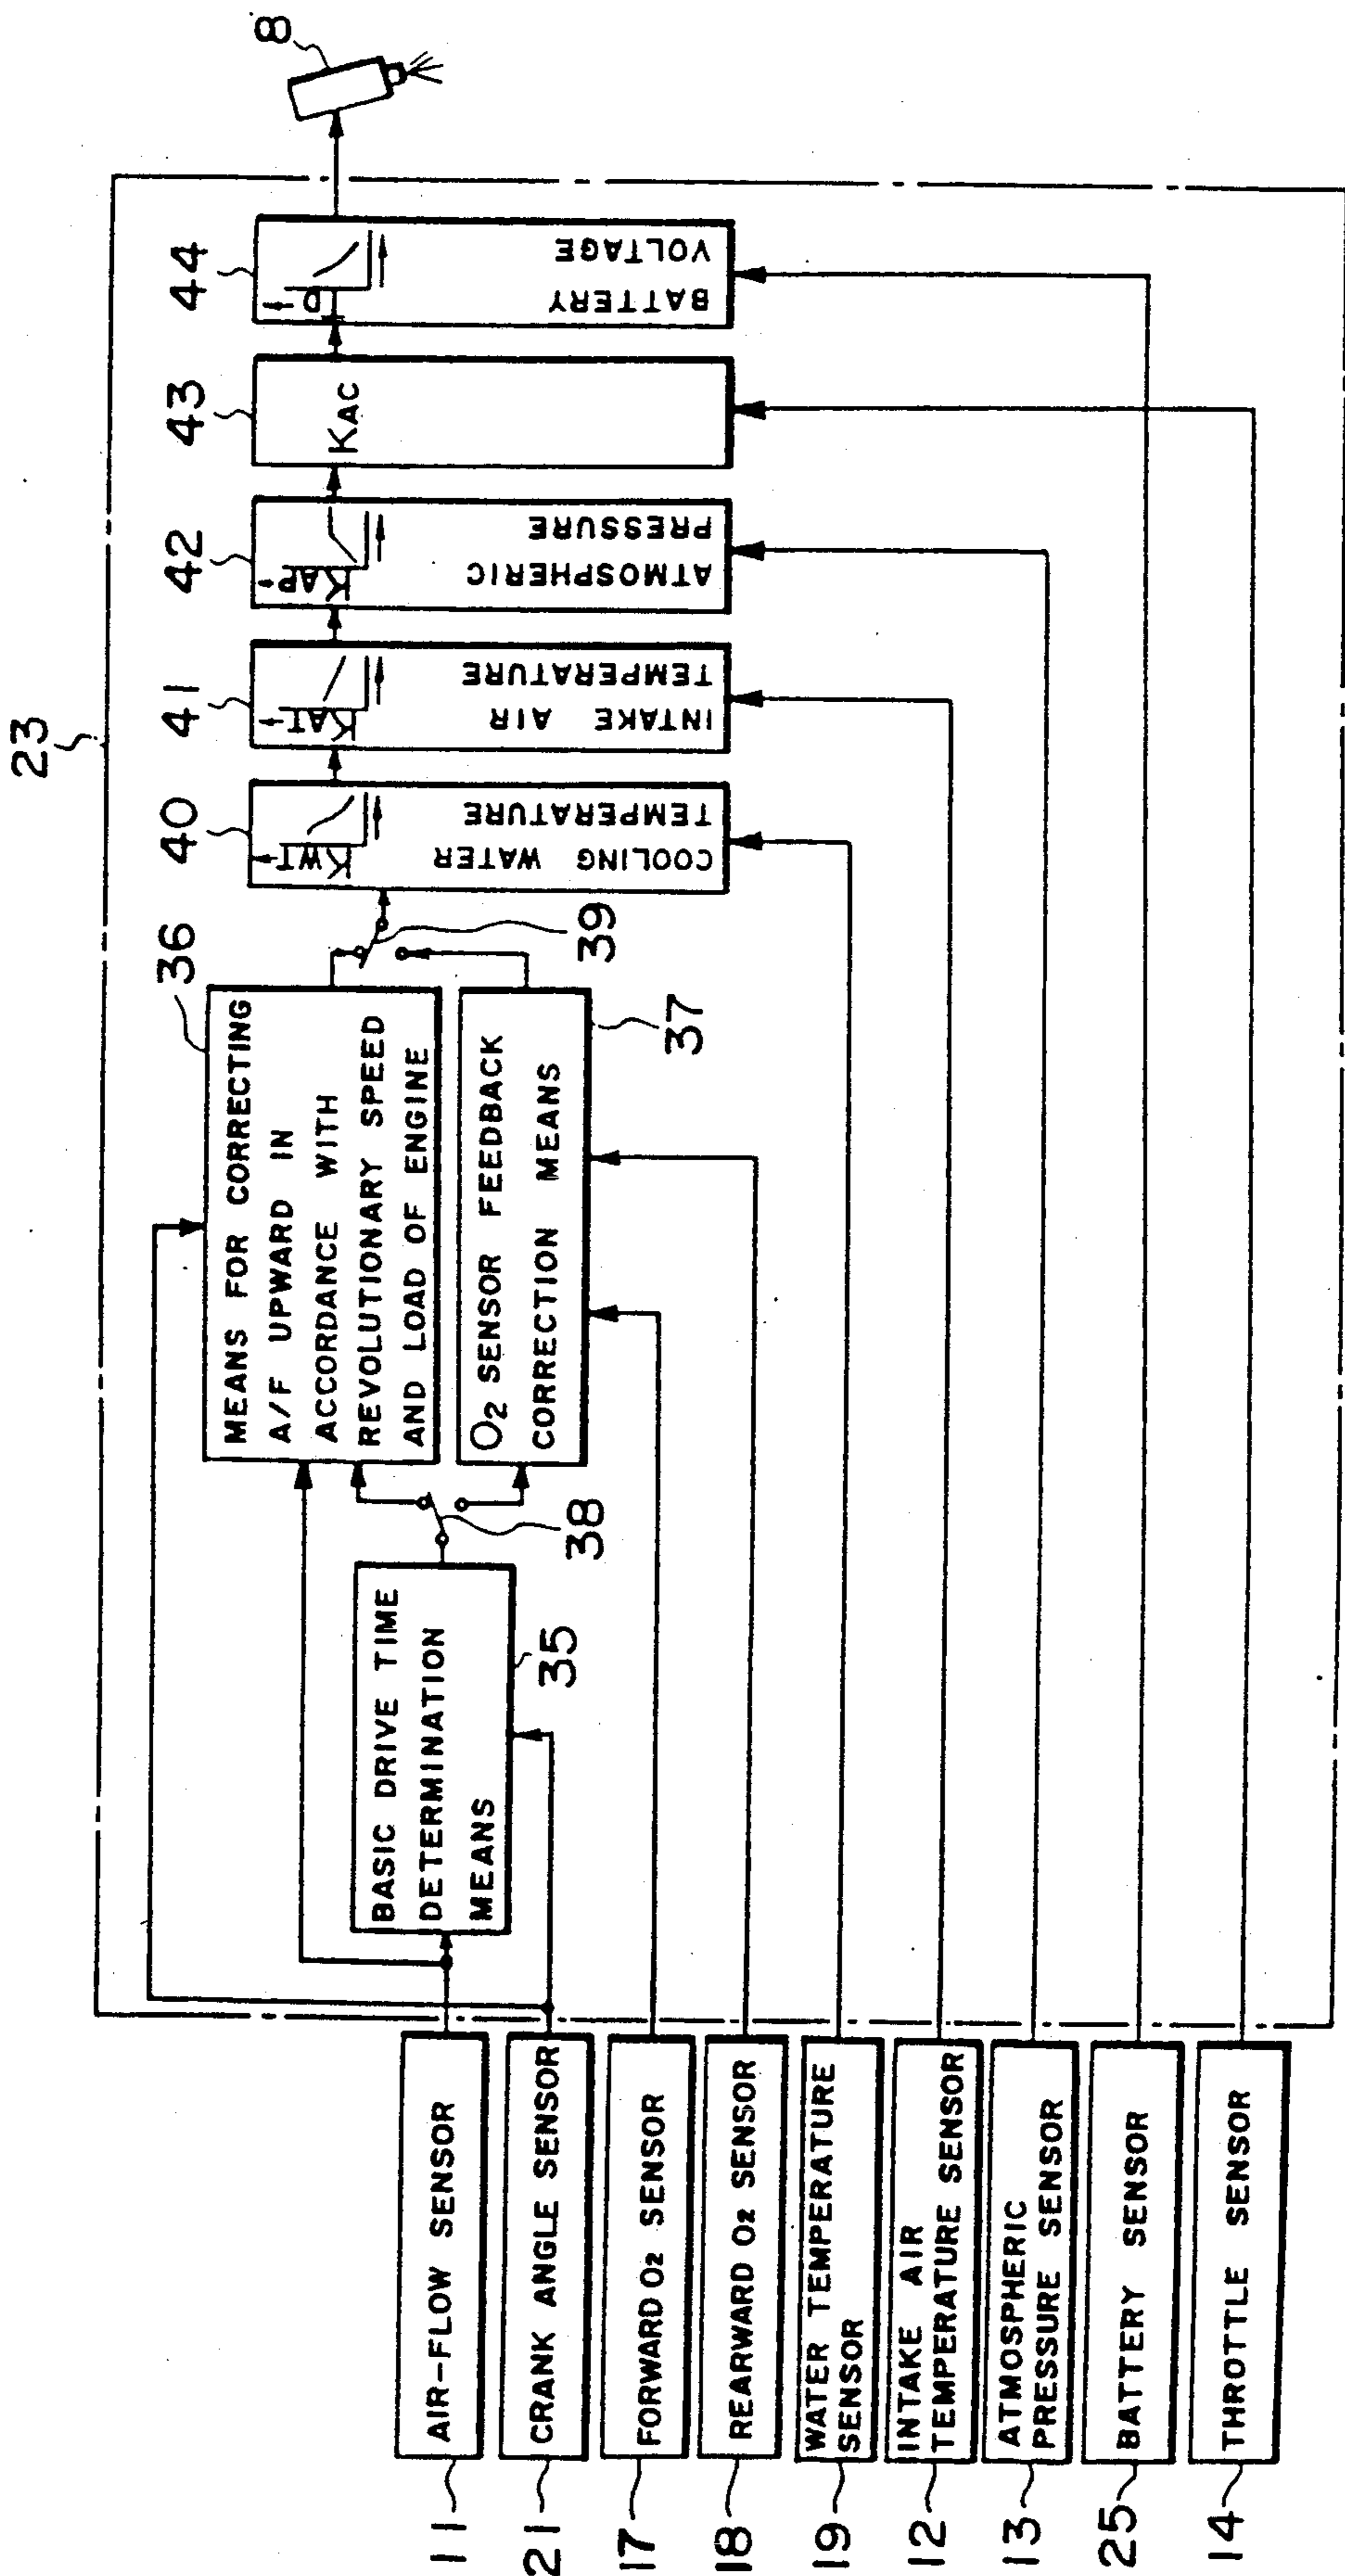 23
8
36
MEANS FOR CORRECTING
A/F UPWARD IN
ACCORDANCE WITH
REVOLUTIONARY SPEED
AND LOAD OF ENGINE
O2 SENSOR FEEDBACK
CORRECTION MEANS
37
38
39
BASIC DRIVE TIME
DETERMINATION
MEANS
35
40
KWT
COOLING WATER
TEMPERATURE
41
KAT
INTAKE AIR
TEMPERATURE
42
KAP
ATMOSPHERIC
PRESSURE
43
KAC
44
D
BATTERY
VOLTAGE
11
AIR-FLOW SENSOR
21
CRANK ANGLE SENSOR
17
FORWARD O2 SENSOR
18
REARWARD O2 SENSOR
19
WATER TEMPERATURE
SENSOR
12
INTAKE AIR
TEMPERATURE SENSOR
13
ATMOSPHERIC
PRESSURE SENSOR
25
BATTERY SENSOR
14
THROTTLE SENSOR